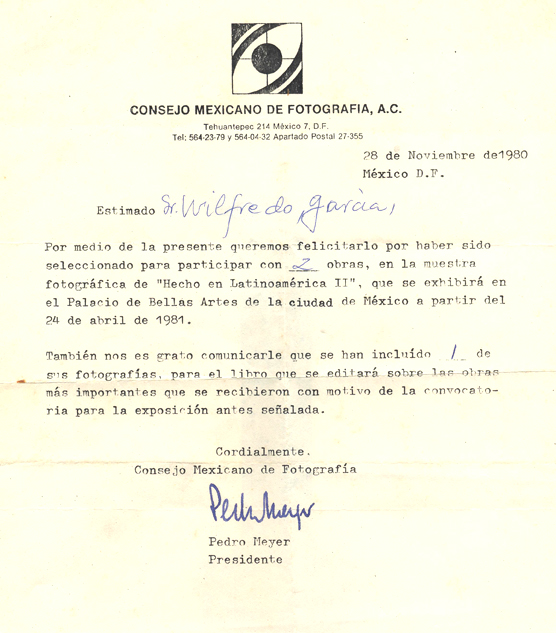 CONSEJO MEXICANO DE FOTOGRAFIA, A.C.
Tehuantepec 214 México 7, D.F.
Tel: 564-23-79 y 564-04-32 Apartado Postal 27-355
28 de Noviembre de1980
México D.F.
Estimado Sr. Wilfredo, García,
Por medio de la presente queremos felicitarlo por haber sido
seleccionado para participar con 2 obras, en la muestra
fotográfica de "Hecho en Latinoamérica II", que se exhibirá en
el Palacio de Bellas Artes de la ciudad de México a partir del
24 de abril de 1981.
También nos es grato comunicarle que se han incluído 1 de
sus fotografías, para el libro que se editará sobre las obras
más importantes que se recibieron con motivo de la convocato-
ria para la exposición antes señalada.
Cordialmente.
Consejo Mexicano de Fotografía
Pedro Meyer
Pedro Meyer
Presidente